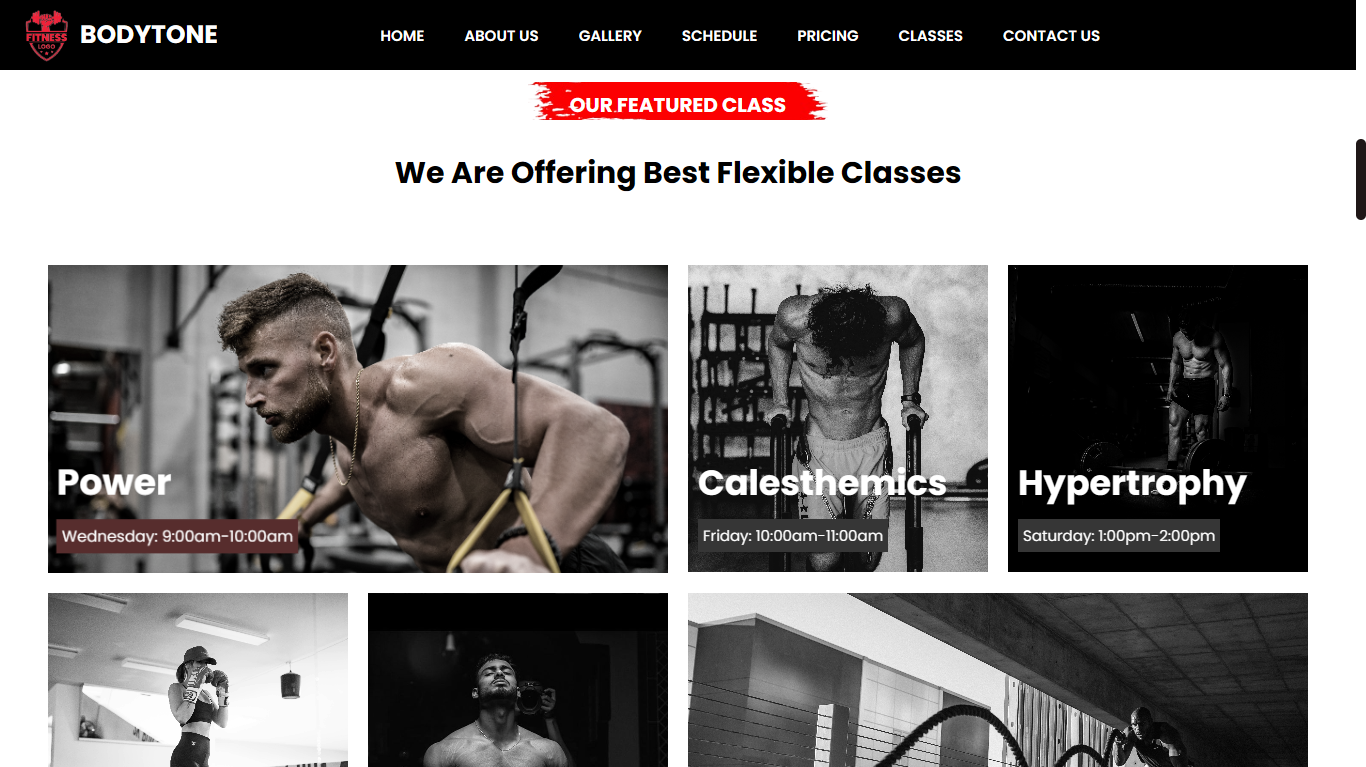 FITNESS
LOGO
BODYTONE
HOME
ABOUT US
GALLERY
SCHEDULE
PRICING
CLASSES
CONTACT US
OUR FEATURED CLASS
We Are Offering Best Flexible Classes
Power
Wednesday: 9:00am-10:00am
Calesthemics
Friday: 10:00am-11:00am
Hypertrophy
Saturday: 1:00pm-2:00pm